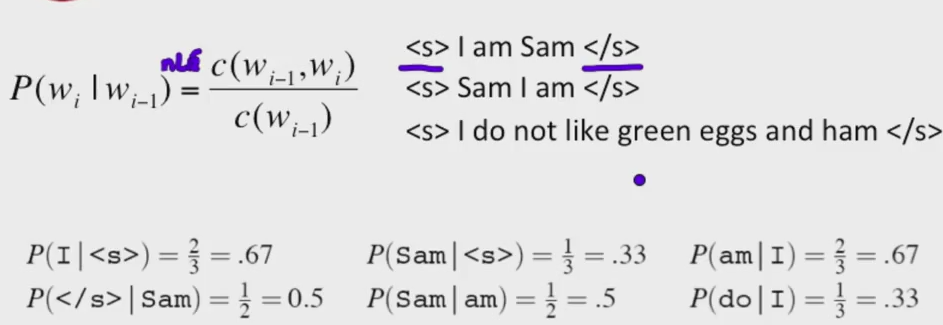 MLE
P(w_i | w_{i-1}) = c(w_{i-1}, w_i) / c(w_{i-1})
<s> I am Sam </s>
<s> Sam I am </s>
<s> I do not like green eggs and ham </s>
P(I|<s>) = 2/3 = .67 P(Sam|<s>) = 1/3 = .33 P(am|I) = 2/3 = .67
P(</s>|Sam) = 1/2 = 0.5 P(Sam|am) = 1/2 = .5 P(do|I) = 1/3 = .33